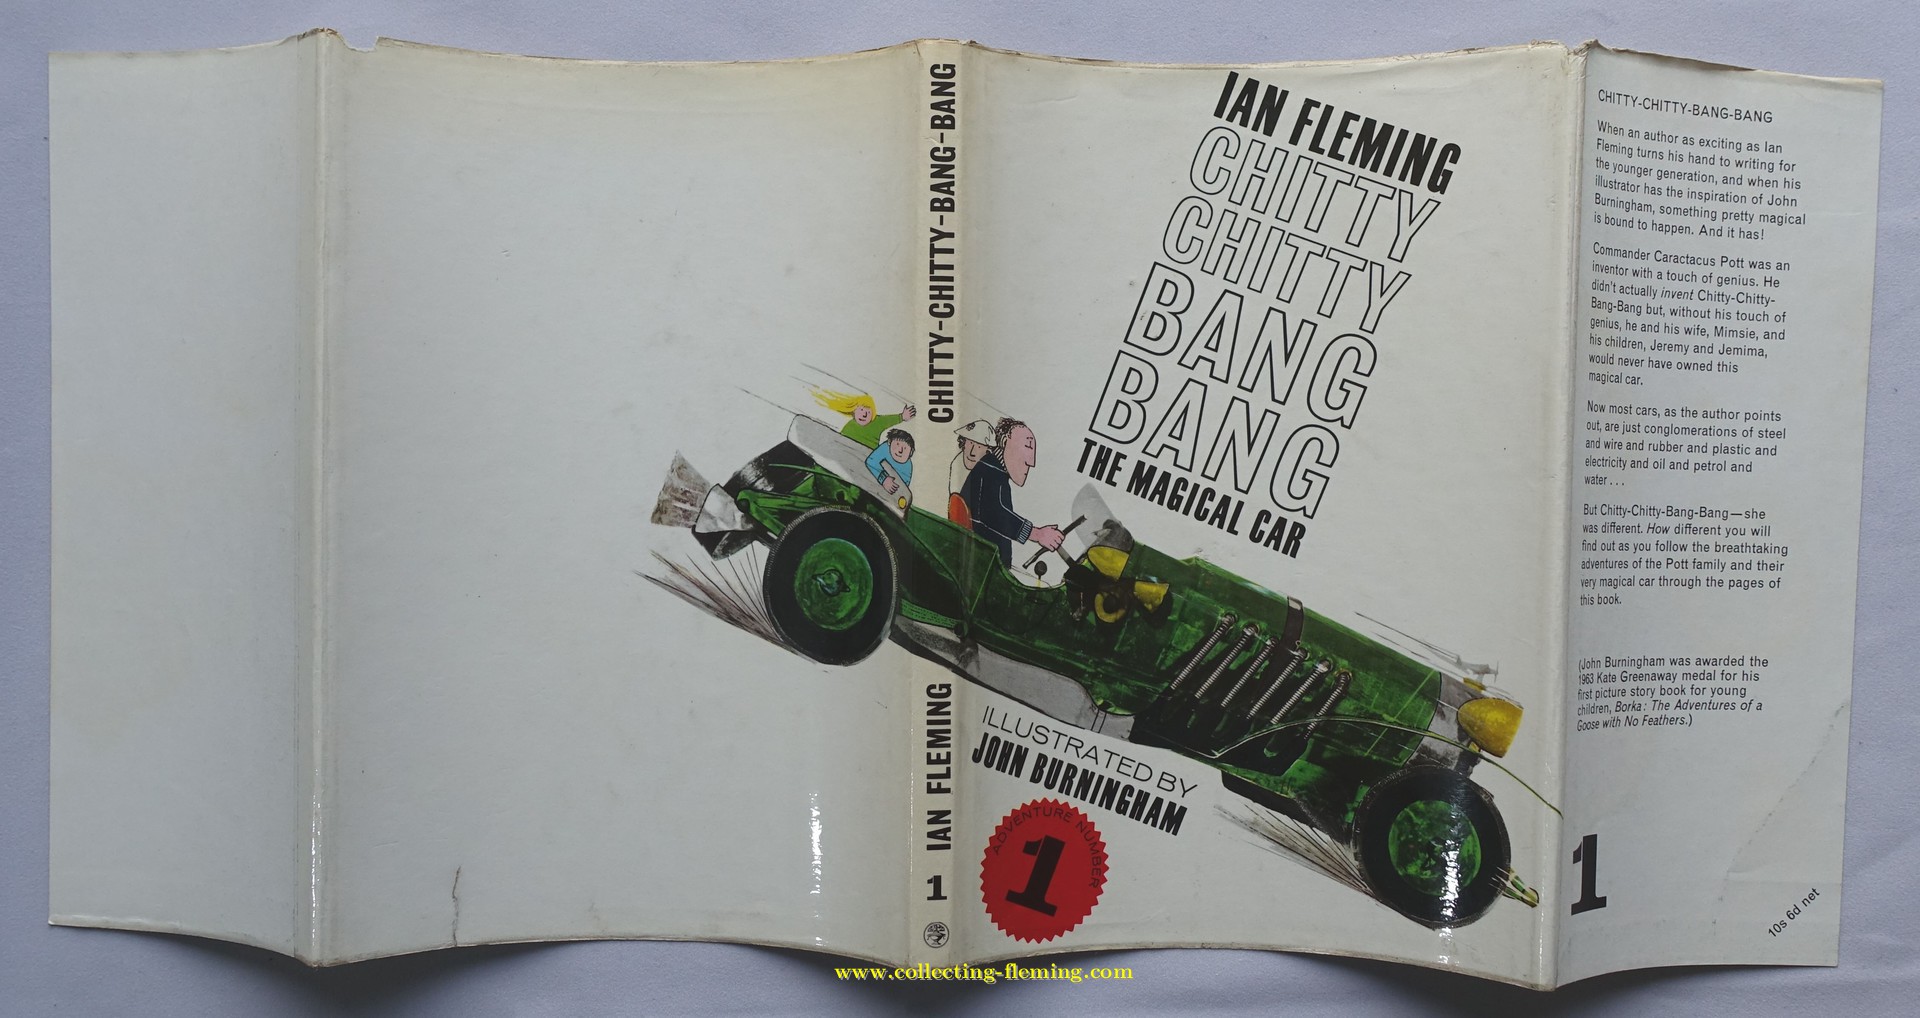 CHITTY-CHITTY-BANG-BANG
IAN FLEMING
1
IAN FLEMING
CHITTY
CHITTY
BANG
BANG
THE MAGICAL CAR
ILLUSTRATED BY
JOHN BURNINGHAM
ADVENTURE NUMBER
1
CHITTY-CHITTY-BANG-BANG
When an author as exciting as Ian
Fleming turns his hand to writing for
the younger generation, and when his
illustrator has the inspiration of John
Burningham, something pretty magical
is bound to happen. And it has!
Commander Caractacus Pott was an
inventor with a touch of genius. He
didn't actually invent Chitty-Chitty-
Bang-Bang but, without his touch of
genius, he and his wife, Mimsie, and
his children, Jeremy and Jemima,
would never have owned this
magical car.
Now most cars, as the author points
out, are just conglomerations of steel
and wire and rubber and plastic and
electricity and oil and petrol and
water . . .
But Chitty-Chitty-Bang-Bang—she
was different. How different you will
find out as you follow the breathtaking
adventures of the Pott family and their
very magical car through the pages of
this book.
(John Burningham was awarded the
1963 Kate Greenaway medal for his
first picture story book for young
children, Borka: The Adventures of a
Goose with No Feathers.)
1
10s 6d net
www.collecting-fleming.com